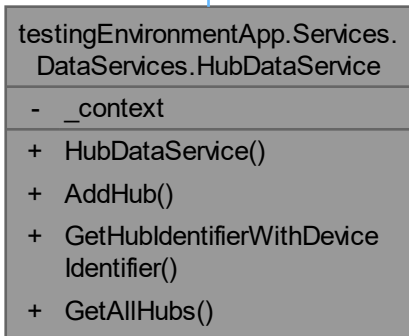 testingEnvironmentApp.Services.
DataServices.HubDataService
- _context
+ HubDataService()
+ AddHub()
+ GetHubIdentifierWithDevice
Identifier()
+ GetAllHubs()